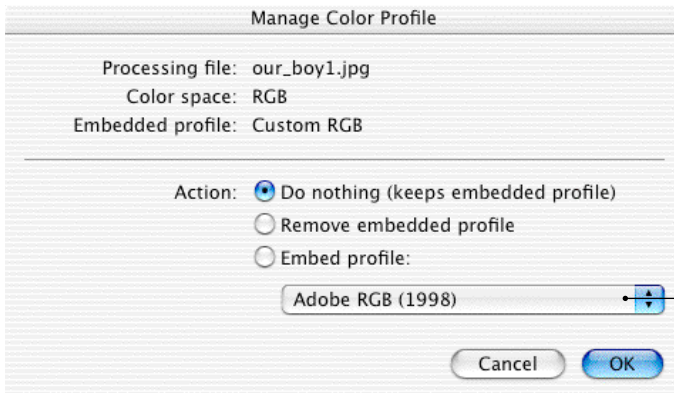 Manage Color Profile
Processing file: our_boy1.jpg
Color space: RGB
Embedded profile: Custom RGB
Action: Do nothing (keeps embedded profile)
Remove embedded profile
Embed profile:
Adobe RGB (1998)
Cancel OK